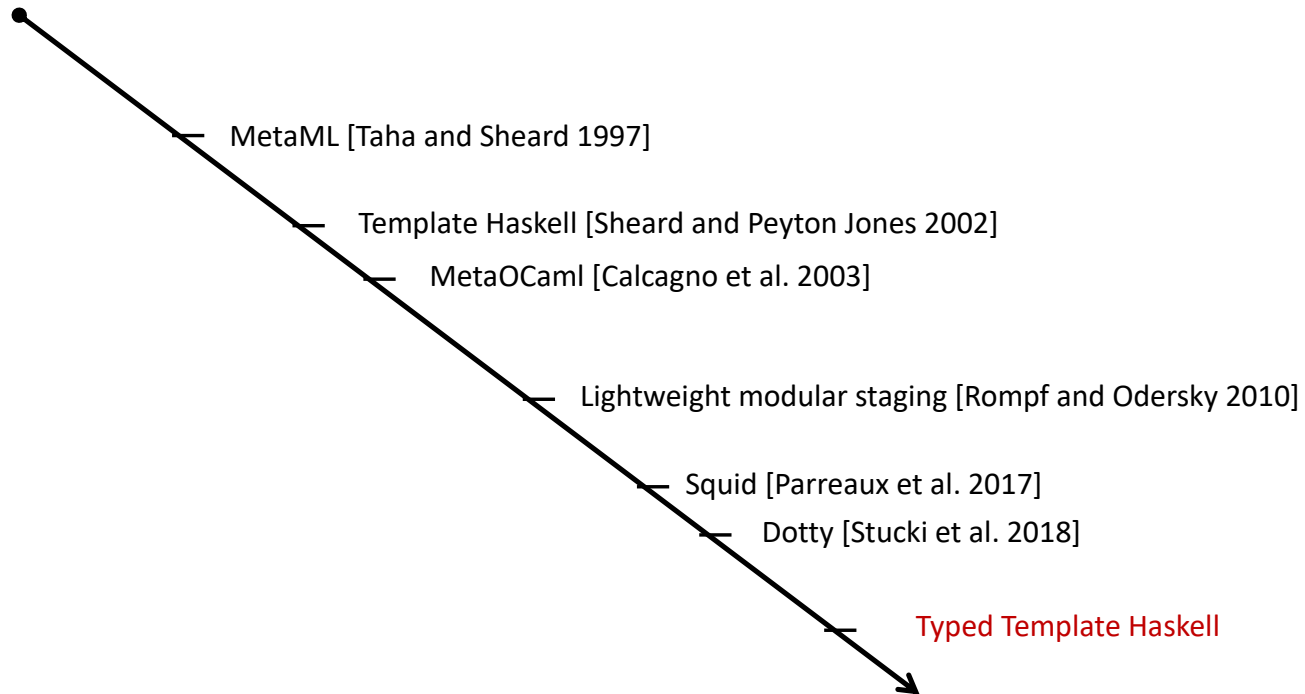 MetaML [Taha and Sheard 1997]
Template Haskell [Sheard and Peyton Jones 2002]
MetaOCaml [Calcagno et al. 2003]
Lightweight modular staging [Rompf and Odersky 2010]
Squid [Parreaux et al. 2017]
Dotty [Stucki et al. 2018]
Typed Template Haskell